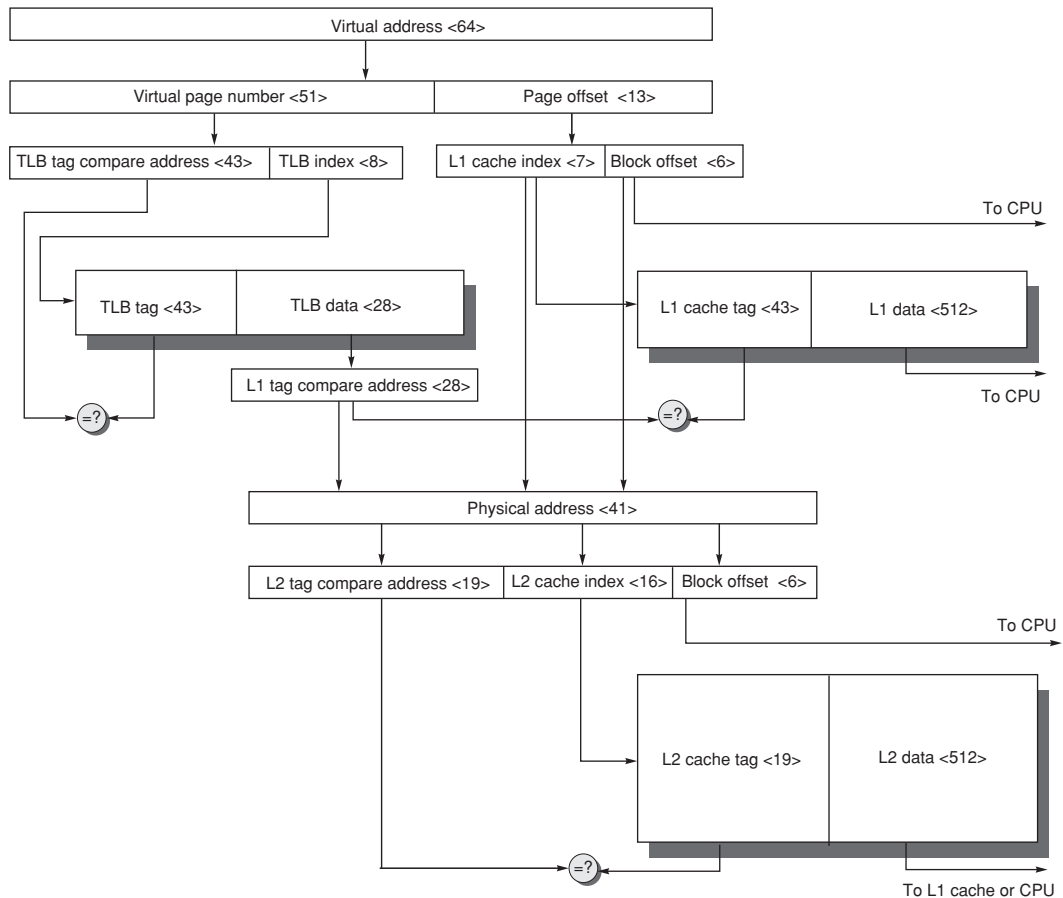 Virtual address <64>
Virtual page number <51>
Page offset <13>
TLB tag compare address <43>
TLB index <8>
L1 cache index <7>
Block offset <6>
To CPU
TLB tag <43>
TLB data <28>
L1 cache tag <43>
L1 data <512>
L1 tag compare address <28>
To CPU
=?
=?
Physical address <41>
L2 tag compare address <19>
L2 cache index <16>
Block offset <6>
To CPU
L2 cache tag <19>
L2 data <512>
=?
To L1 cache or CPU